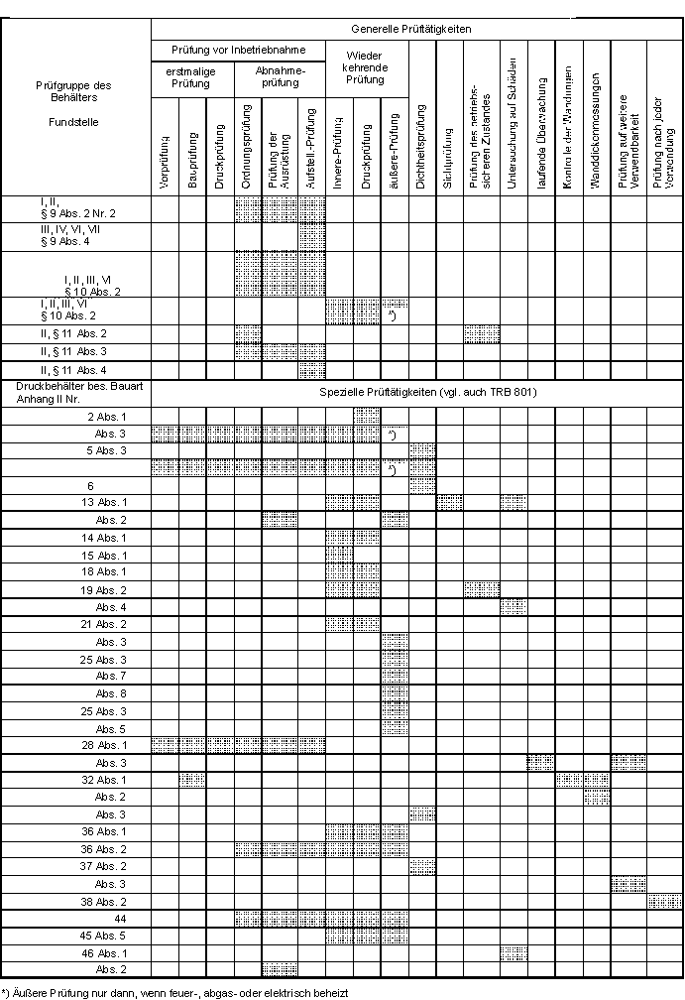 Prüfgruppe des
Behälters
Fundstelle
Generelle Prüftätigkeiten
Prüfung vor Inbetriebnahme
Wieder
kehrende
Prüfung
erstmalige
Prüfung
Abnahme-
prüfung
Vorprüfung
Bauprüfung
Druckprüfung
Ordnungsprüfung
Prüfung der
Ausrüstung
Aufstell.-Prüfung
Innere-Prüfung
Druckprüfung
äußere-Prüfung
Dichtheitsprüfung
Sichtprüfung
Prüfung des betriebs-
sicheren Zustandes
Untersuchung auf Schäden
laufende Überwachung
Kontrolle der Wandungen
Wanddickenmessungen
Prüfung auf weitere
Verwendbarkeit
Prüfung nach jeder
Verwendung
I, II,
§ 9 Abs. 2 Nr. 2
III, IV, VI, VII
§ 9 Abs. 4
I, II, III, VI
§ 10 Abs. 2
I, II, III, VI
§ 10 Abs. 2
*)
II, § 11 Abs. 2
II, § 11 Abs. 3
II, § 11 Abs. 4
Druckbehälter bes. Bauart
Anhang II Nr.
Spezielle Prüftätigkeiten (vgl. auch TRB 801)
2 Abs. 1
Abs. 3
*)
5 Abs. 3
*)
6
13 Abs. 1
Abs. 2
14 Abs. 1
15 Abs. 1
18 Abs. 1
19 Abs. 2
Abs. 4
21 Abs. 2
Abs. 3
25 Abs. 3
Abs. 7
Abs. 8
25 Abs. 3
Abs. 5
28 Abs. 1
Abs. 3
32 Abs. 1
Abs. 2
Abs. 3
36 Abs. 1
36 Abs. 2
37 Abs. 2
Abs. 3
38 Abs. 2
44
45 Abs. 5
46 Abs. 1
Abs. 2
*) Äußere Prüfung nur dann, wenn feuer-, abgas- oder elektrisch beheizt